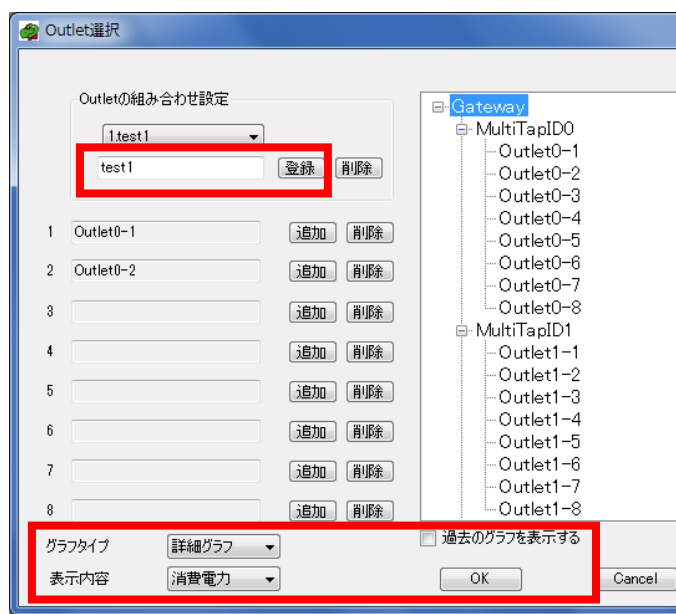 Outlet選択
Outletの組み合わせ設定
1.test1
test1 登録 削除
1 Outlet0-1 追加 削除
2 Outlet0-2 追加 削除
3 追加 削除
4 追加 削除
5 追加 削除
6 追加 削除
7 追加 削除
8 追加 削除
Gateway
MultiTapID0
Outlet0-1
Outlet0-2
Outlet0-3
Outlet0-4
Outlet0-5
Outlet0-6
Outlet0-7
Outlet0-8
MultiTapID1
Outlet1-1
Outlet1-2
Outlet1-3
Outlet1-4
Outlet1-5
Outlet1-6
Outlet1-7
Outlet1-8
グラフタイプ 詳細グラフ
過去のグラフを表示する
表示内容 消費電力
OK Cancel